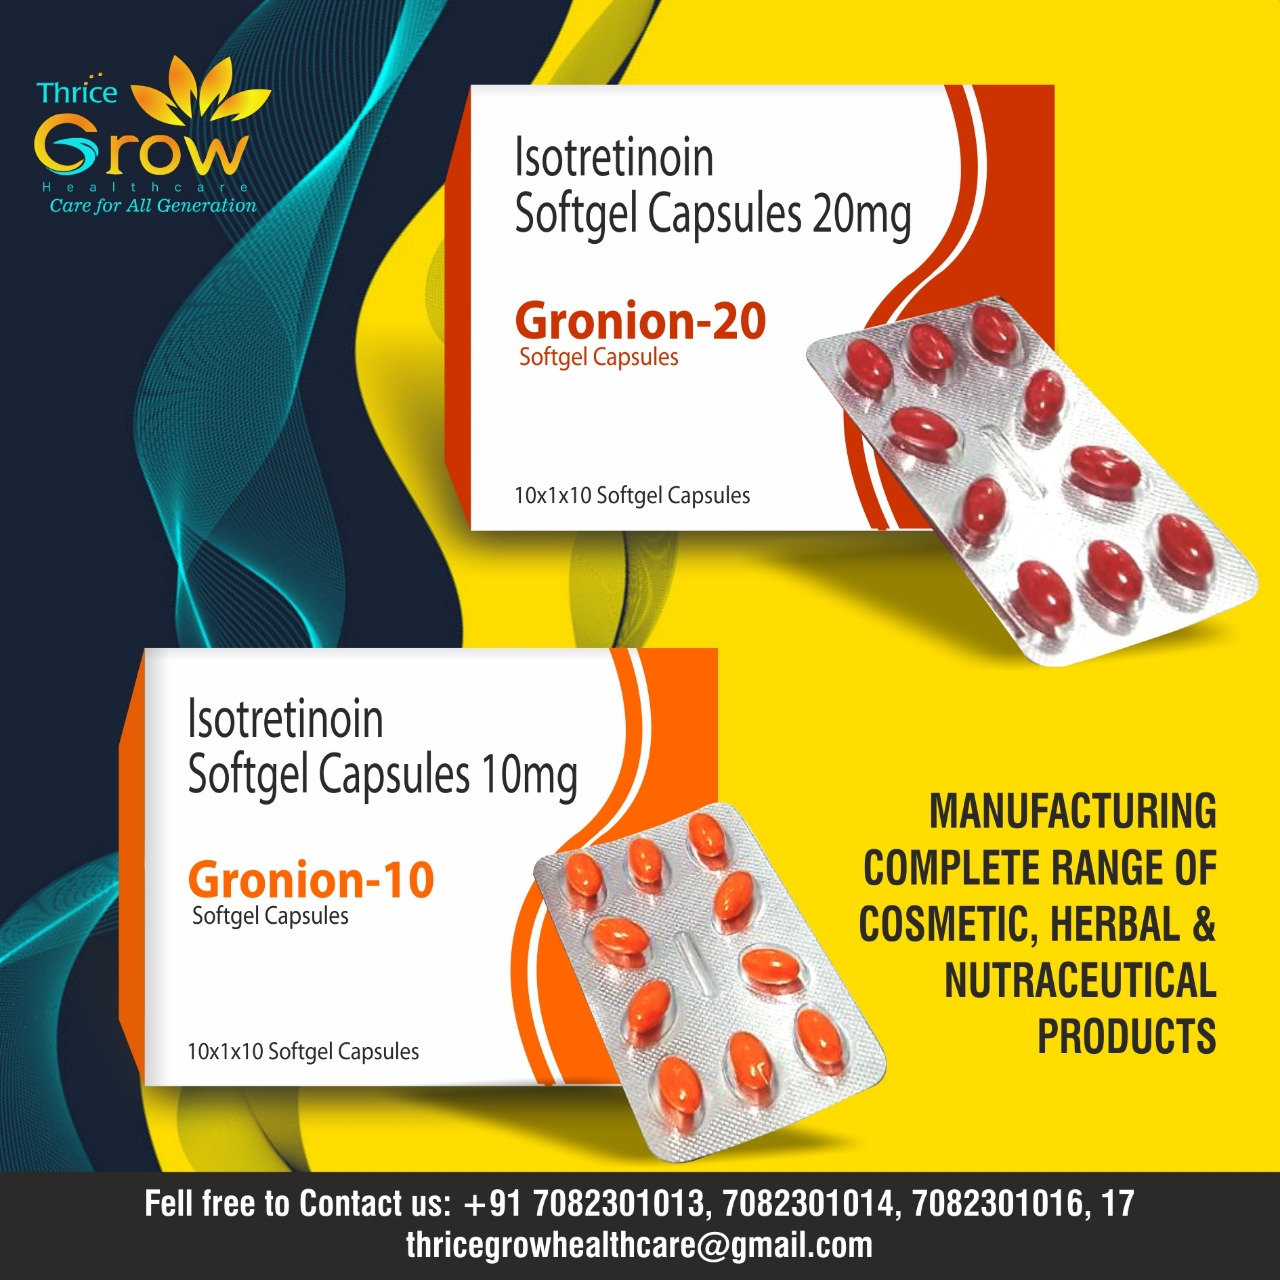 Thrice
Grow
Healthcare
Care for All Generation
Isotretinoin
Softgel Capsules 20mg
Gronion-20
Softgel Capsules
10x1x10 Softgel Capsules
Isotretinoin
Softgel Capsules 10mg
Gronion-10
Softgel Capsules
10x1x10 Softgel Capsules
MANUFACTURING
COMPLETE RANGE OF
COSMETIC, HERBAL &
NUTRACEUTICAL
PRODUCTS
Fell free to Contact us: +91 7082301013, 7082301014, 7082301016, 17
thricegrowhealthcare@gmail.com